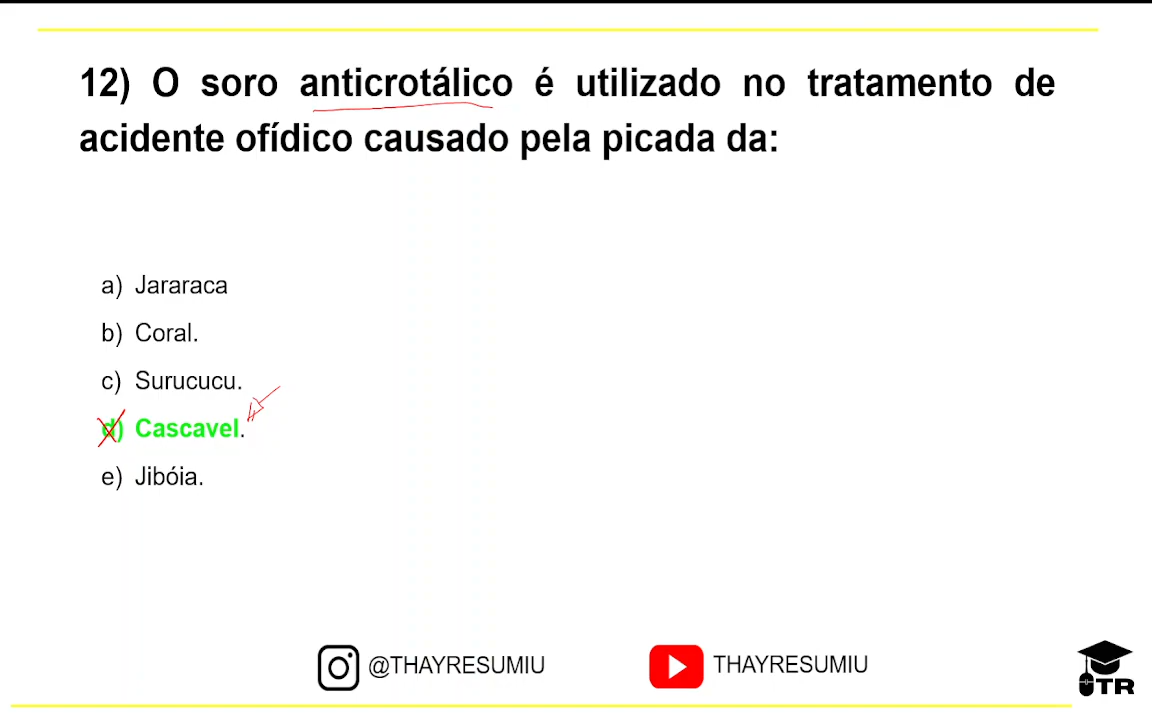 12) O soro anticrotálico é utilizado no tratamento de
acidente ofídico causado pela picada da:
a) Jararaca
b) Coral.
c) Surucucu.
d) Cascavel.
e) Jibóia.
@THAYRESUMIU THAYRESUMIU
TR